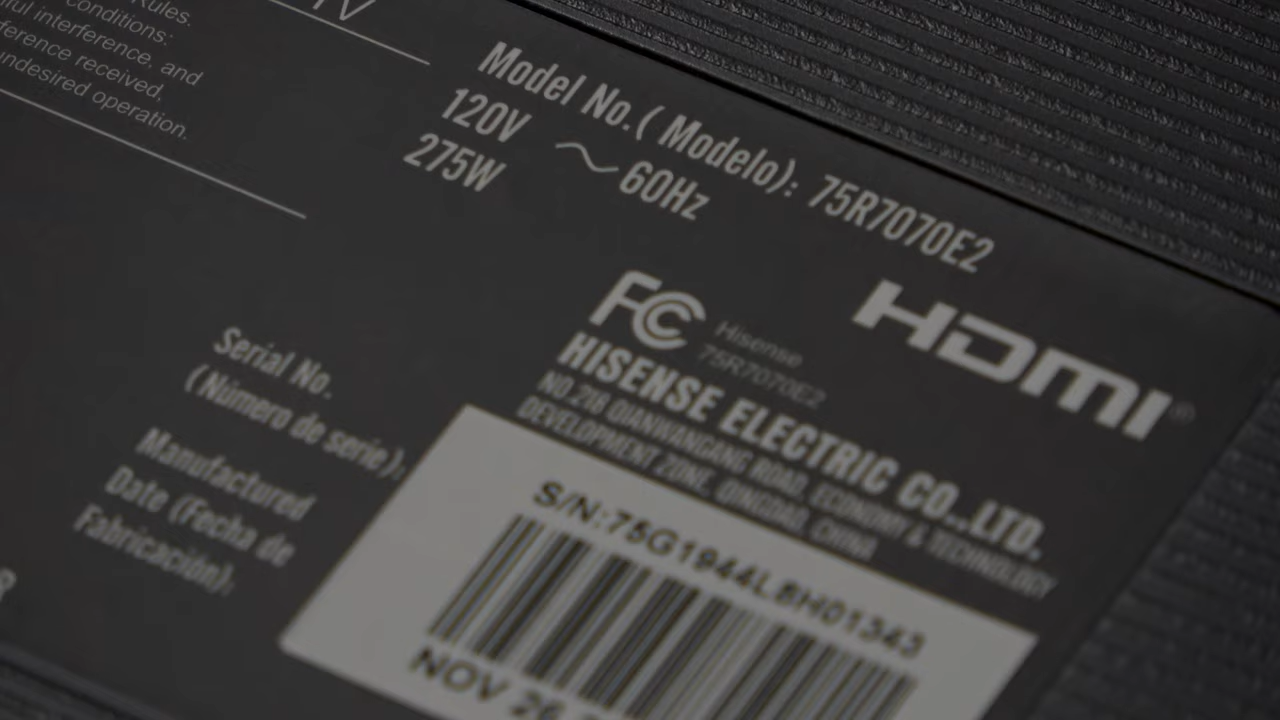 Rules.
conditions:
interference, and
received,
undesired operation.
TV
Model No.( Modelo): 75R7070E2
120V ~ 60Hz
275W
FC Hisense
75R7070E2
HDMI®
HISENSE ELECTRIC CO.,LTD.
NO.218 QIANWANGANG ROAD, ECONOMY & TECHNOLOGY
DEVELOPMENT ZONE, QINGDAO, CHINA
Serial No.
(Número de serie):
Manufactured
Date (Fecha de
Fabricación):
S/N:75G1944LBH01343
NOV 26